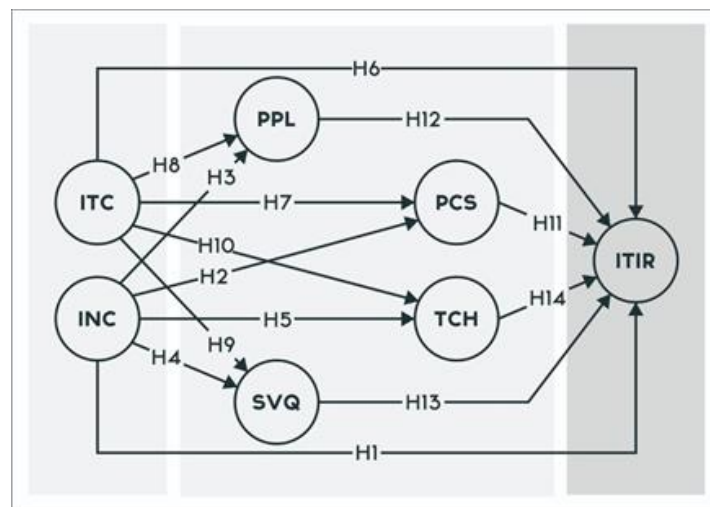 H6
PPL
H12
H8
H3
ITC
H7
PCS
H11
H10
ITIR
H2
INC
H5
TCH
H14
H9
H4
SVQ
H13
H1